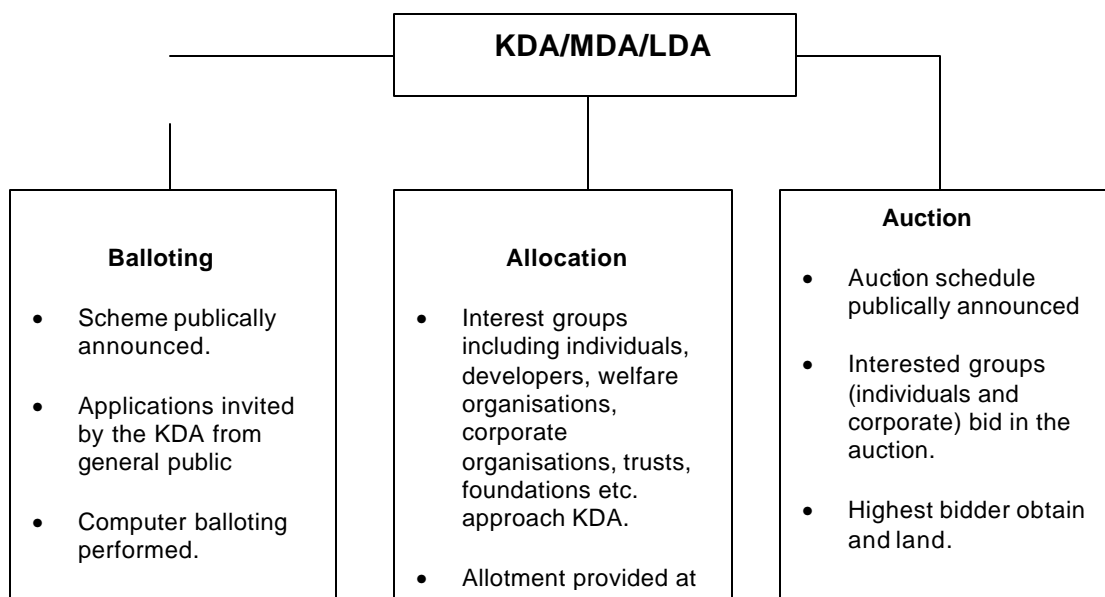 KDA/MDA/LDA
Balloting
• Scheme publically
announced.
• Applications invited
by the KDA from
general public
• Computer balloting
performed.
Allocation
• Interest groups
including individuals,
developers, welfare
organisations,
corporate
organisations, trusts,
foundations etc.
approach KDA.
• Allotment provided at
Auction
• Auction schedule
publically announced
• Interested groups
(individuals and
corporate) bid in the
auction.
• Highest bidder obtain
and land.